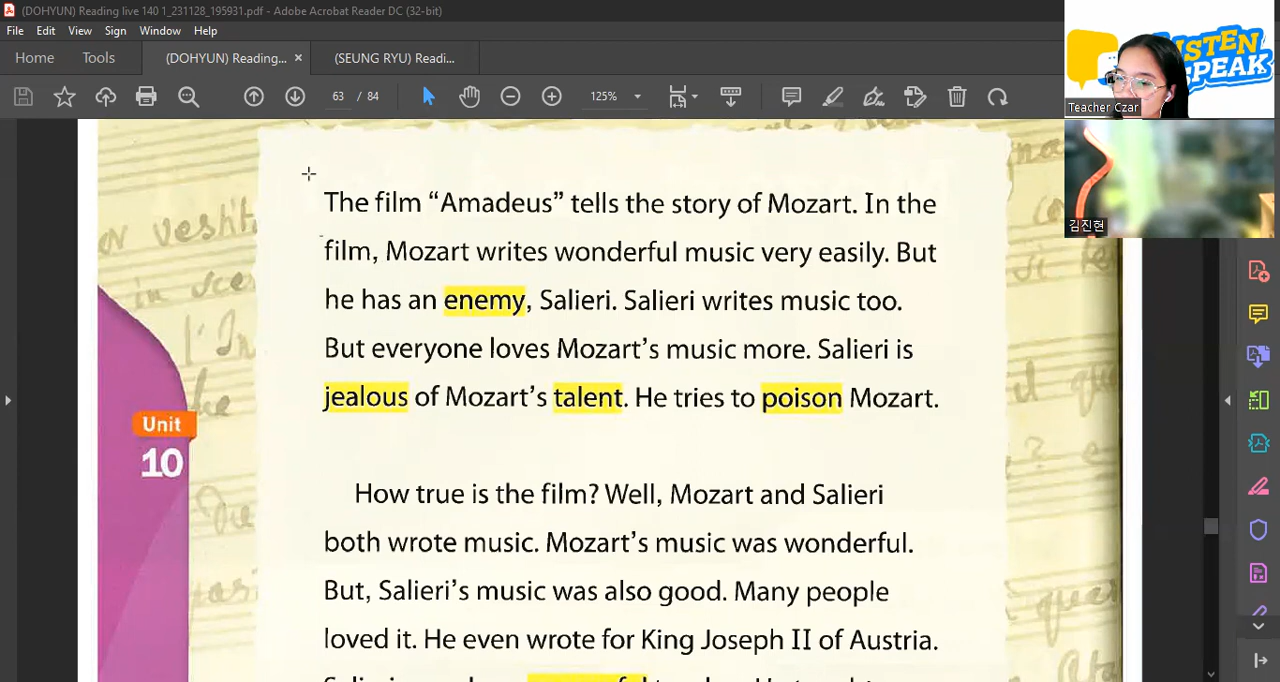 (DOHYUN) Reading live 140 1_231128_195931.pdf - Adobe Acrobat Reader DC (32-bit)
File Edit View Sign Window Help
Home Tools (DOHYUN) Reading... × (SEUNG RYU) Readi...
63 / 84 125%
LISTEN
SPEAK
Teacher Czar
김진현
The film “Amadeus” tells the story of Mozart. In the
film, Mozart writes wonderful music very easily. But
he has an enemy, Salieri. Salieri writes music too.
But everyone loves Mozart’s music more. Salieri is
jealous of Mozart’s talent. He tries to poison Mozart.
Unit
10
How true is the film? Well, Mozart and Salieri
both wrote music. Mozart’s music was wonderful.
But, Salieri’s music was also good. Many people
loved it. He even wrote for King Joseph II of Austria.